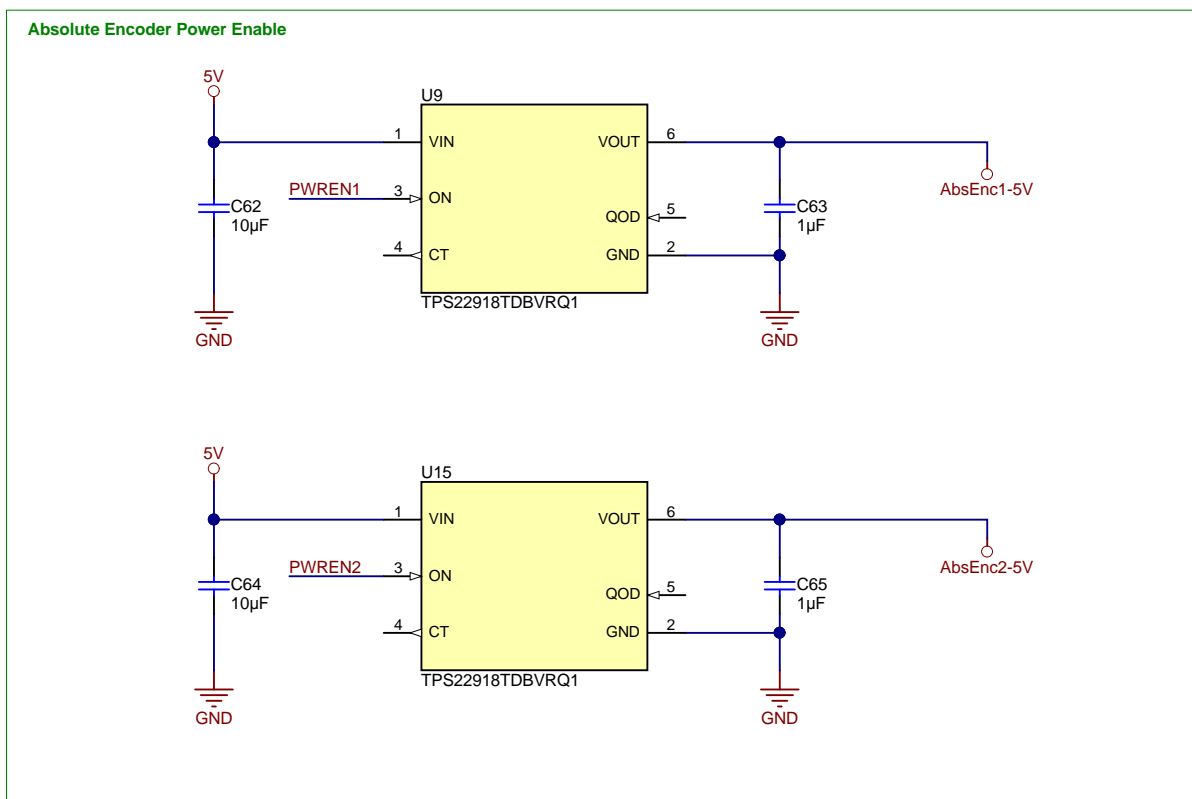 Absolute Encoder Power Enable
5V
U9
1 VIN
VOUT 6
PWREN1 3 ON
AbsEnc1-5V
C62
10µF
QOD 5
C63
1µF
4 CT
GND 2
TPS22918TDBVRQ1
GND
GND
5V
U15
1 VIN
VOUT 6
PWREN2 3 ON
AbsEnc2-5V
C64
10µF
QOD 5
C65
1µF
4 CT
GND 2
TPS22918TDBVRQ1
GND
GND